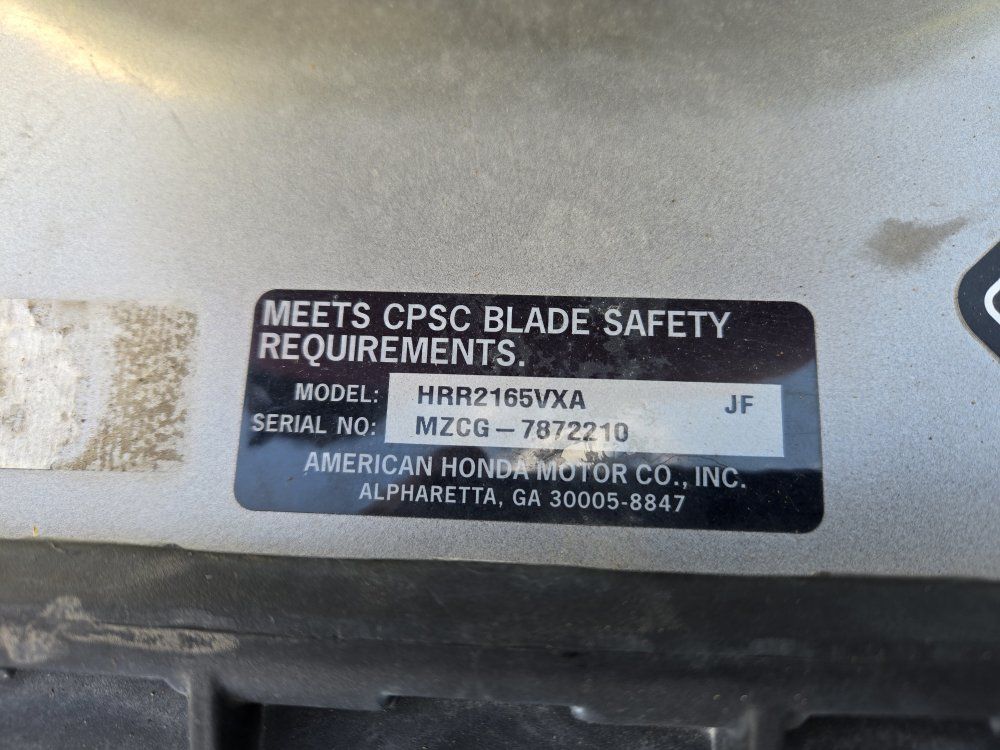 MEETS CPSC BLADE SAFETY
REQUIREMENTS.
MODEL: HRR2165VXA JF
SERIAL NO: MZCG-7872210
AMERICAN HONDA MOTOR CO., INC.
ALPHARETTA, GA 30005-8847